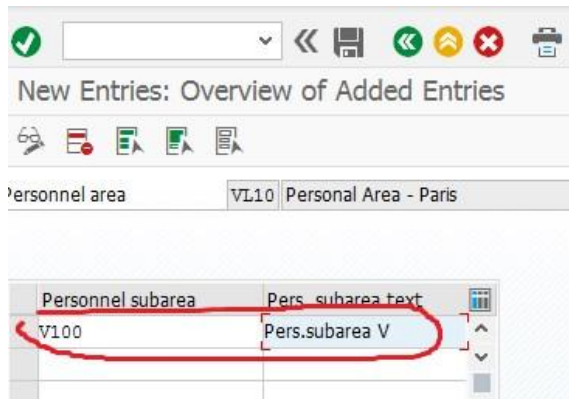 New Entries: Overview of Added Entries
Personnel area VL10 Personal Area - Paris
Personnel subarea Pers. subarea text
V100 Pers.subarea V